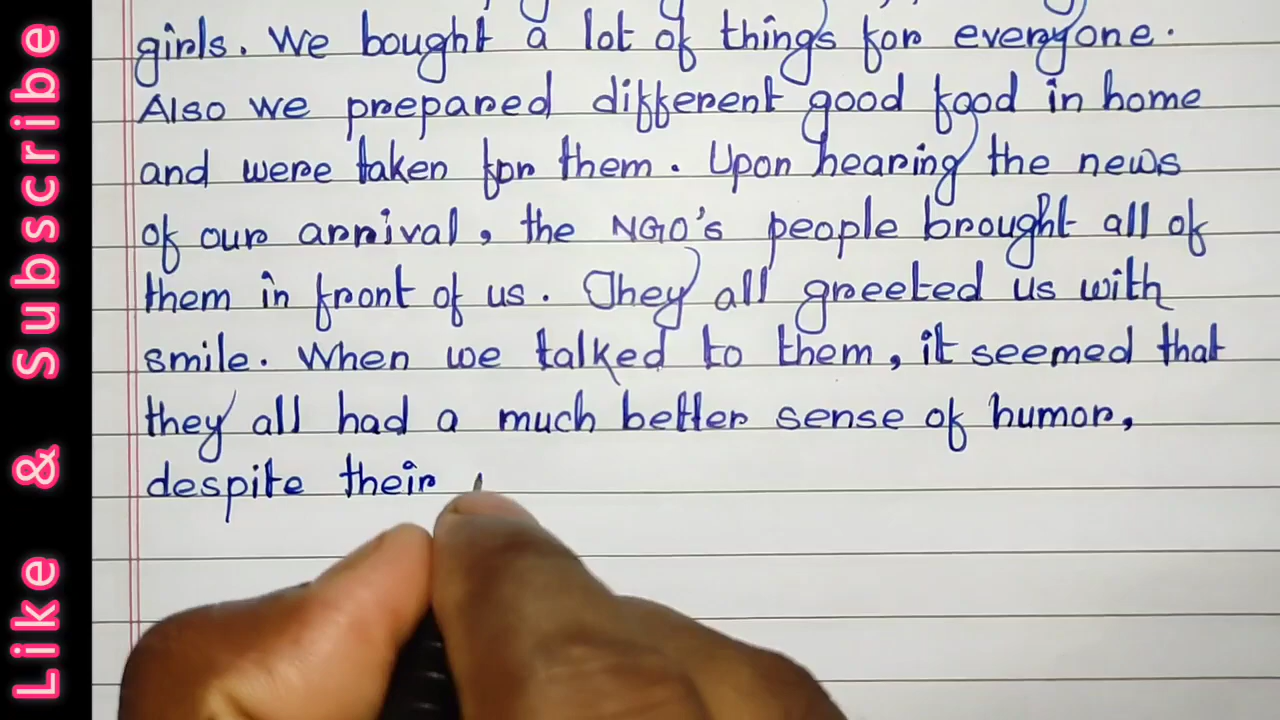 girls. We bought a lot of things for everyone.
Also we prepared different good food in home
and were taken for them. Upon hearing the news
of our arrival, the NGO's people brought all of
them in front of us. They all greeted us with
smile. When we talked to them, it seemed that
they all had a much better sense of humor,
despite their
Like & Subscribe